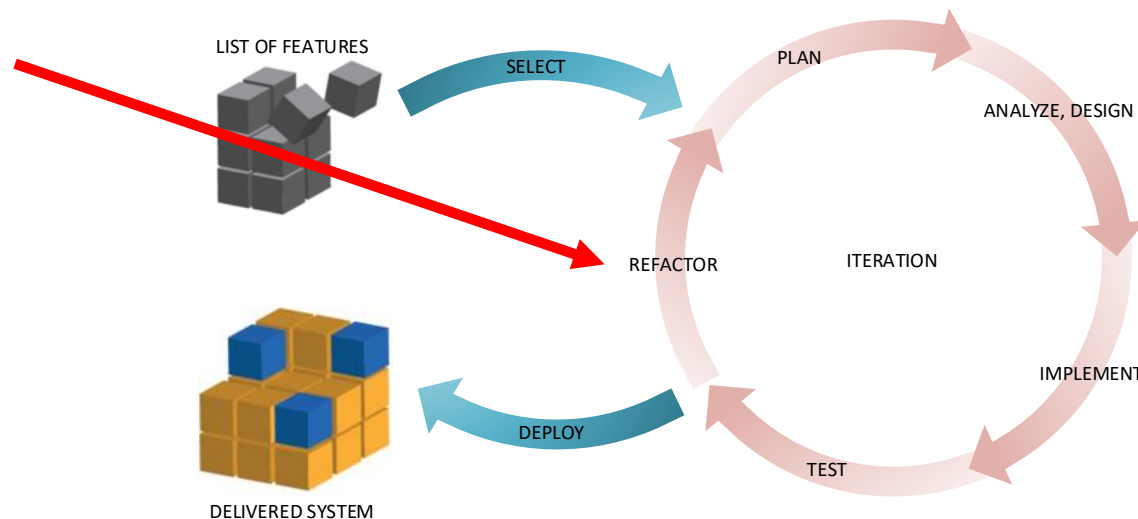 LIST OF FEATURES
SELECT
PLAN
ANALYZE, DESIGN
REFACTOR
ITERATION
IMPLEMENT
DEPLOY
TEST
DELIVERED SYSTEM